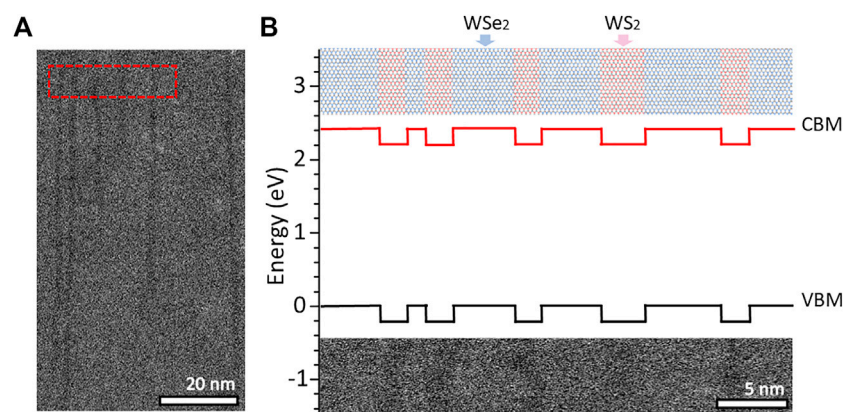 A
20 nm
B
WSe2
WS2
Energy (eV)
3
2
1
0
-1
CBM
VBM
5 nm